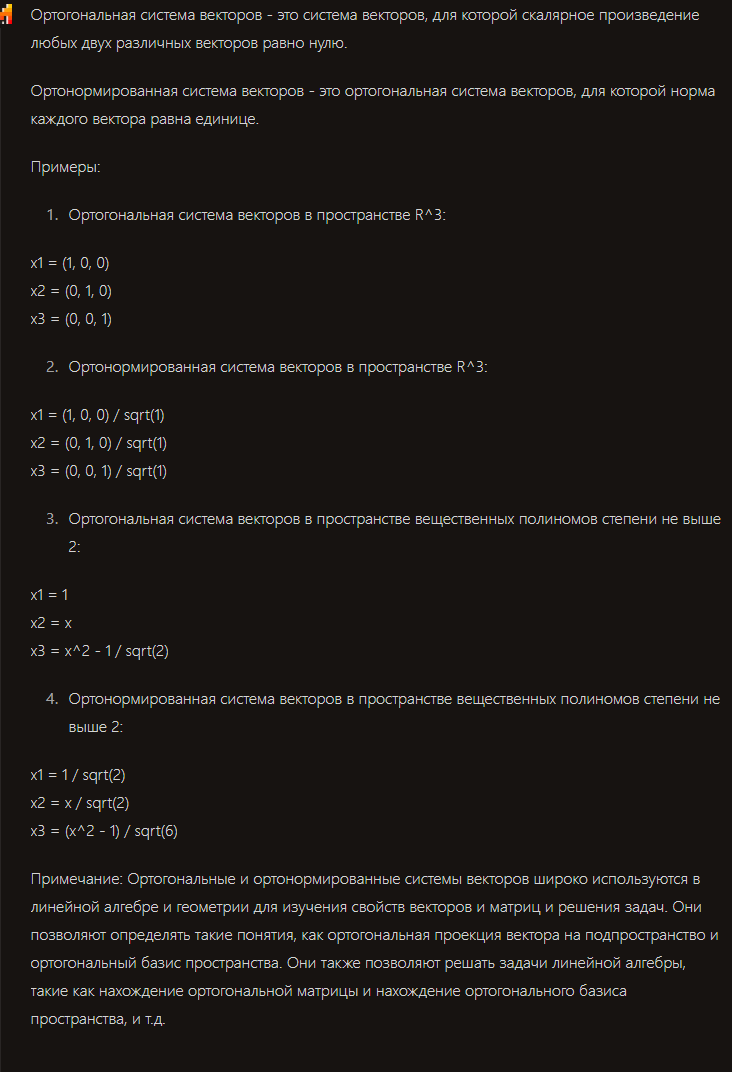 Ортогональная система векторов - это система векторов, для которой скалярное произведение
любых двух различных векторов равно нулю.
Ортонормированная система векторов - это ортогональная система векторов, для которой норма
каждого вектора равна единице.
Примеры:
1. Ортогональная система векторов в пространстве R^3:
x1 = (1, 0, 0)
x2 = (0, 1, 0)
x3 = (0, 0, 1)
2. Ортонормированная система векторов в пространстве R^3:
x1 = (1, 0, 0) / sqrt(1)
x2 = (0, 1, 0) / sqrt(1)
x3 = (0, 0, 1) / sqrt(1)
3. Ортогональная система векторов в пространстве вещественных полиномов степени не выше
2:
x1 = 1
x2 = x
x3 = x^2 - 1 / sqrt(2)
4. Ортонормированная система векторов в пространстве вещественных полиномов степени не
выше 2:
x1 = 1 / sqrt(2)
x2 = x / sqrt(2)
x3 = (x^2 - 1) / sqrt(6)
Примечание: Ортогональные и ортонормированные системы векторов широко используются в
линейной алгебре и геометрии для изучения свойств векторов и матриц и решения задач. Они
позволяют определять такие понятия, как ортогональная проекция вектора на подпространство и
ортогональный базис пространства. Они также позволяют решать задачи линейной алгебры,
такие как нахождение ортогональной матрицы и нахождение ортогонального базиса
пространства, и т.д.